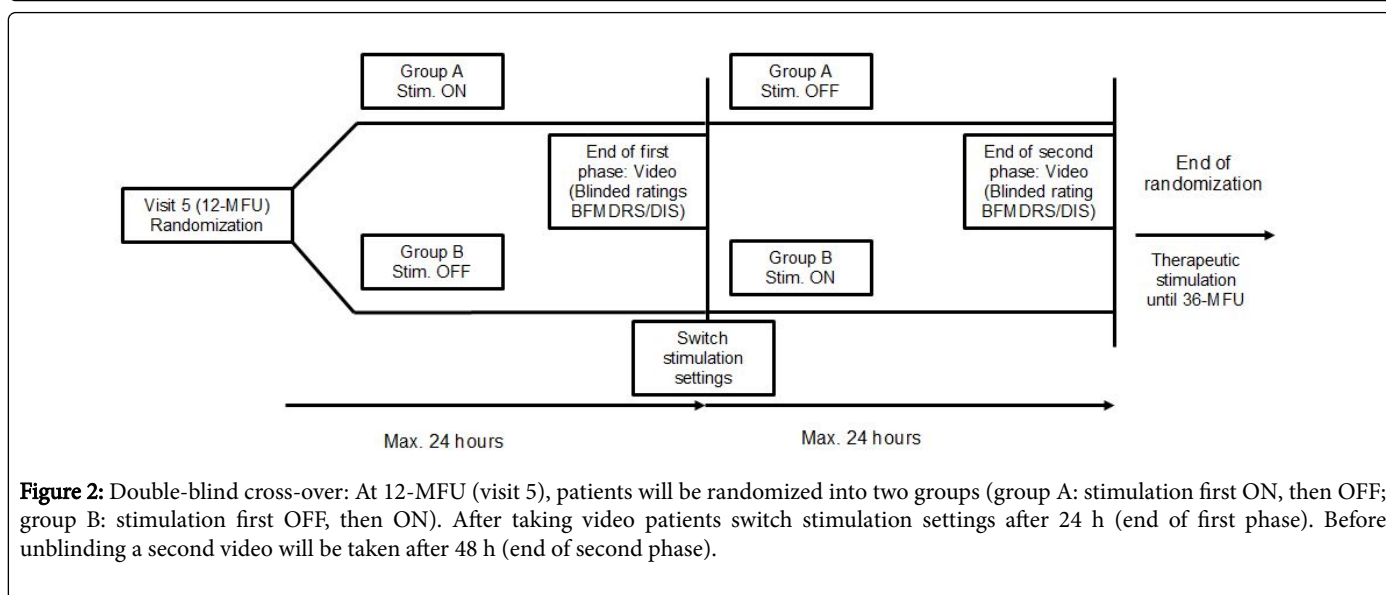 Group A
Stim. ON
Group A
Stim. OFF
Visit 5 (12-MFU)
Randomization
End of first
phase: Video
(Blinded ratings
BFMDRS/DIS)
End of second
phase: Video
(Blinded rating
BFMDRS/DIS)
End of
randomization
Group B
Stim. OFF
Group B
Stim. ON
Therapeutic
stimulation
until 36-MFU
Switch
stimulation
settings
Max. 24 hours
Max. 24 hours
Figure 2: Double-blind cross-over: At 12-MFU (visit 5), patients will be randomized into two groups (group A: stimulation first ON, then OFF;
group B: stimulation first OFF, then ON). After taking video patients switch stimulation settings after 24 h (end of first phase). Before
unblinding a second video will be taken after 48 h (end of second phase).